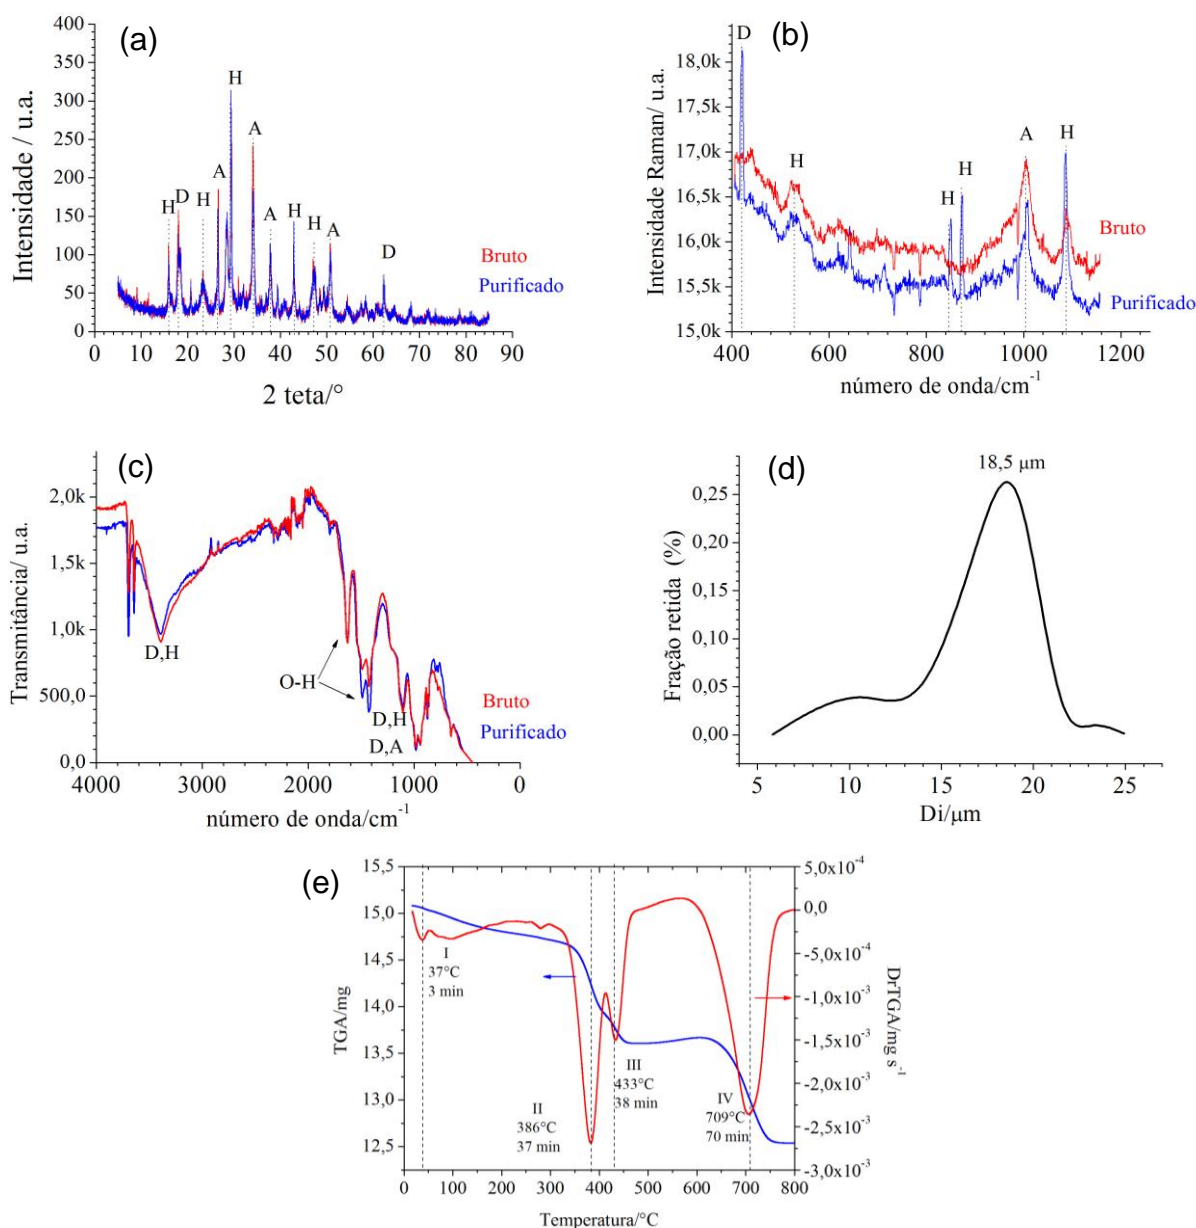 (a)
400
350
300
250
200
150
100
50
0
Intensidade / u.a.
H
D
H
A
H
A
A
H
H
A
D
Bruto
Purificado
0 10 20 30 40 50 60 70 80 90
2 teta/°
(b)
18,0k
17,5k
17,0k
16,5k
16,0k
15,5k
15,0k
Intensidade Raman/ u.a.
D
H
H
H
A
H
Bruto
Purificado
400 600 800 1000 1200
número de onda/cm-1
(c)
2,0k
1,5k
1,0k
500.0
0,0
Transmitância/ u.a.
D,H
O-H
D,H
D,A
Bruto
Purificado
4000 3000 2000 1000 0
número de onda/cm-1
(d)
18,5 µm
0,25
0,20
0,15
0,10
0,05
0,00
Fração retida (%)
5 10 15 20 25
Di/µm
(e)
15,5
15,0
14,5
14,0
13,5
13,0
12,5
TGA/mg
I
37°C
3 min
II
386°C
37 min
III
433°C
38 min
IV
709°C
70 min
5,0x10-4
0,0
-5,0x10-4
-1,0x10-3
-1,5x10-3
-2,0x10-3
-2,5x10-3
-3,0x10-3
DrTGA/mg s-1
0 100 200 300 400 500 600 700 800
Temperatura/°C